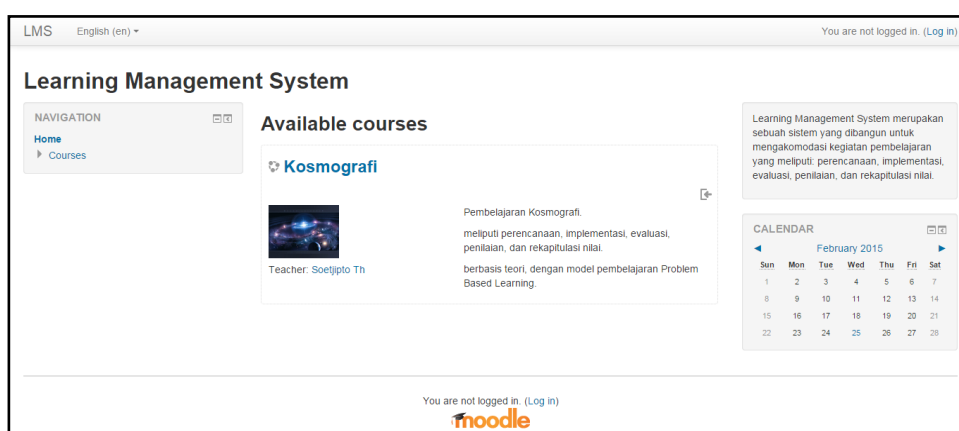 LMS English (en)
You are not logged in. (Log in)
Learning Management System
NAVIGATION
Home
Courses
Available courses
Kosmografi
Teacher: Soetjipto Th
Pembelajaran Kosmografi.
meliputi perencanaan, implementasi, evaluasi,
penilaian, dan rekapitulasi nilai.
berbasis teori, dengan model pembelajaran Problem
Based Learning.
Learning Management System merupakan
sebuah sistem yang dibangun untuk
mengakomodasi kegiatan pembelajaran
yang meliputi: perencanaan, implementasi,
evaluasi, penilaian, dan rekapitulasi nilai.
CALENDAR
◄ February 2015 ►
Sun Mon Tue Wed Thu Fri Sat
1 2 3 4 5 6 7
8 9 10 11 12 13 14
15 16 17 18 19 20 21
22 23 24 25 26 27 28
You are not logged in. (Log in)
moodle